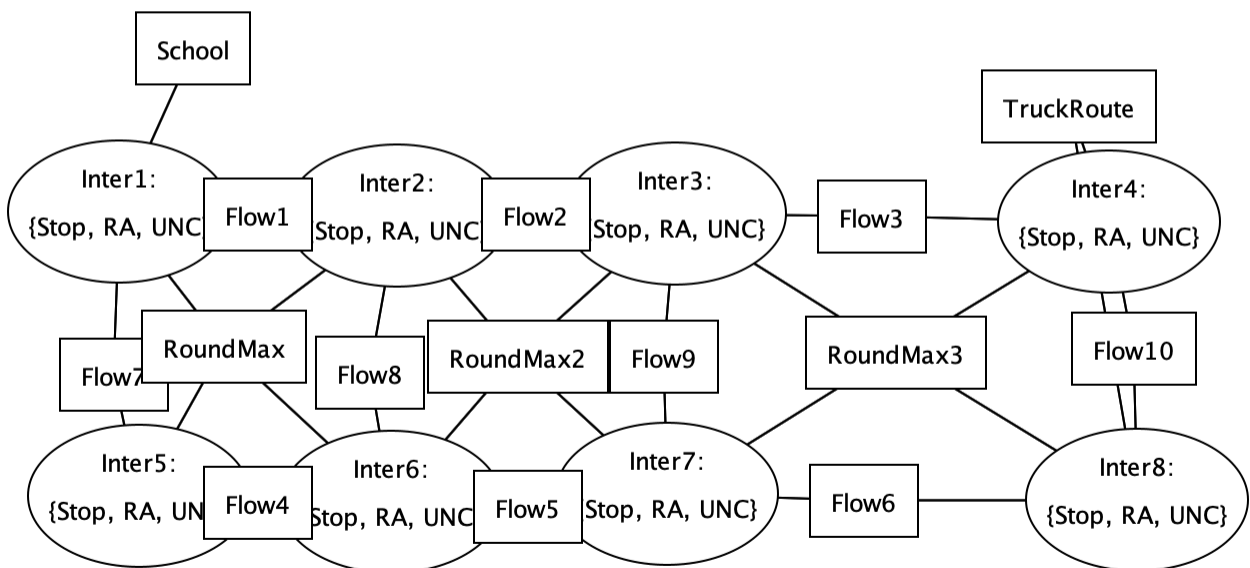 School
TruckRoute
Inter1:
{Stop, RA, UNC
Flow1
Inter2:
Stop, RA, UNC
Flow2
Inter3:
Stop, RA, UNC}
Flow3
Inter4:
{Stop, RA, UNC}
Flow7
RoundMax
Flow8
RoundMax2
Flow9
RoundMax3
Flow10
Inter5:
{Stop, RA, UN
Flow4
Inter6:
Stop, RA, UNC
Flow5
Inter7:
Stop, RA, UNC}
Flow6
Inter8:
{Stop, RA, UNC}